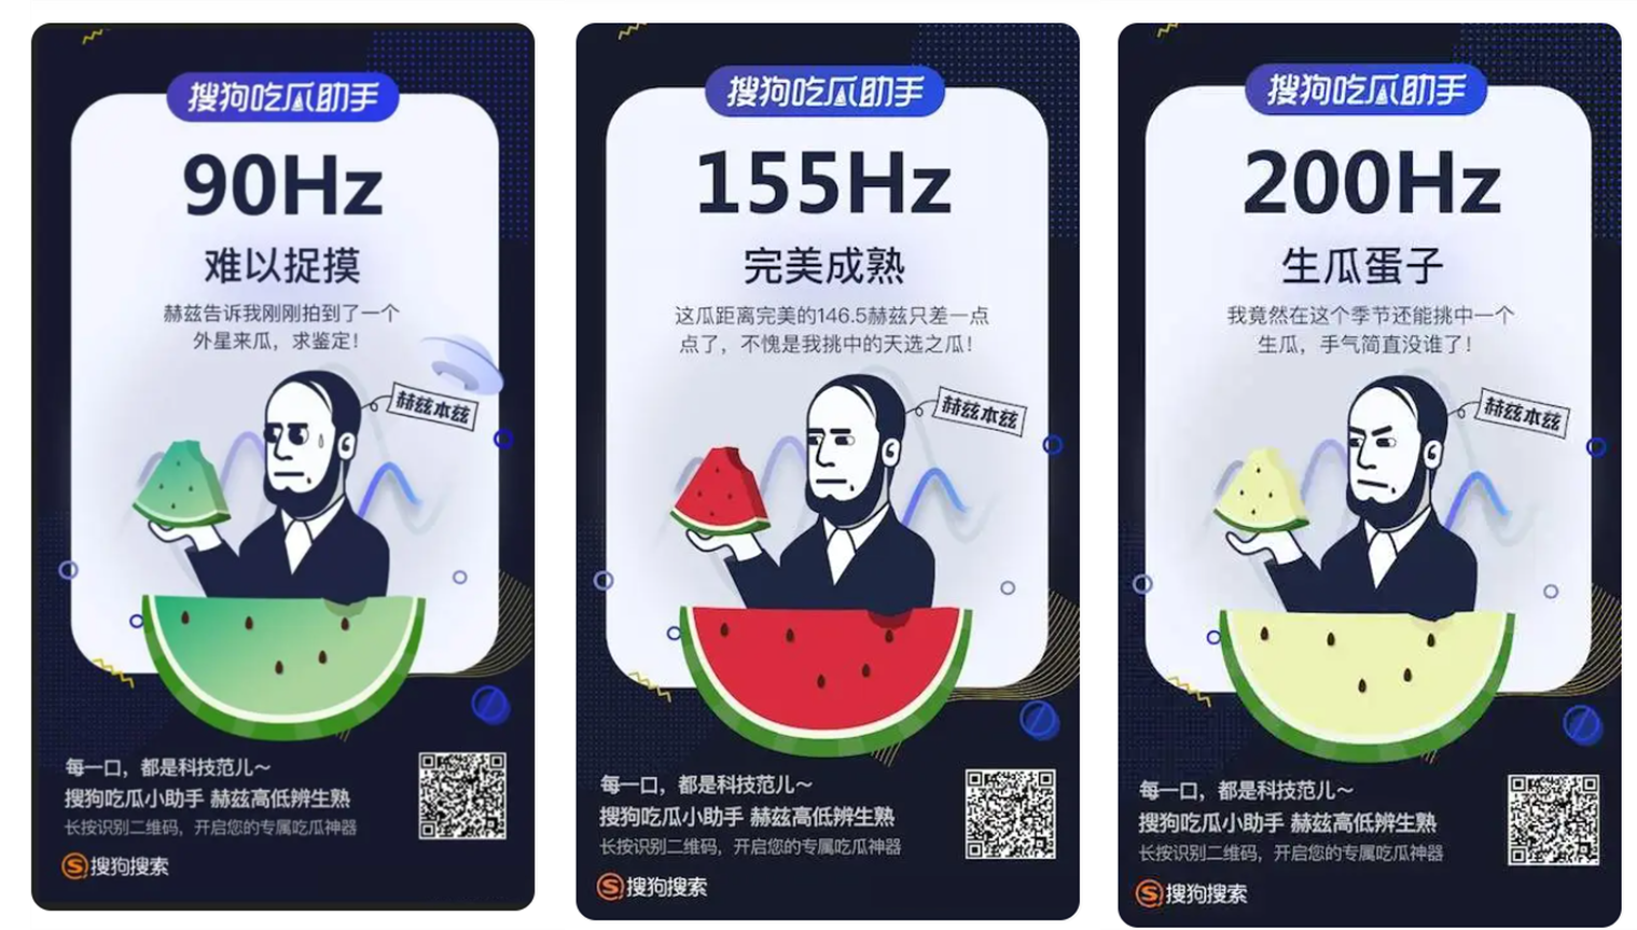 搜狗吃瓜助手
90Hz
难以捉摸
赫兹告诉我刚刚拍到了一个
外星来瓜，求鉴定！
赫兹本兹
每一口，都是科技范儿～
搜狗吃瓜小助手 赫兹高低辨生熟
长按识别二维码，开启您的专属吃瓜神器
搜狗搜索
搜狗吃瓜助手
155Hz
完美成熟
这瓜距离完美的146.5赫兹只差一点
点了，不愧是我挑中的天选之瓜！
赫兹本兹
每一口，都是科技范儿～
搜狗吃瓜小助手 赫兹高低辨生熟
长按识别二维码，开启您的专属吃瓜神器
搜狗搜索
搜狗吃瓜助手
200Hz
生瓜蛋子
我竟然在这个季节还能挑中一个
生瓜，手气简直没谁了！
赫兹本兹
每一口，都是科技范儿～
搜狗吃瓜小助手 赫兹高低辨生熟
长按识别二维码，开启您的专属吃瓜神器
搜狗搜索